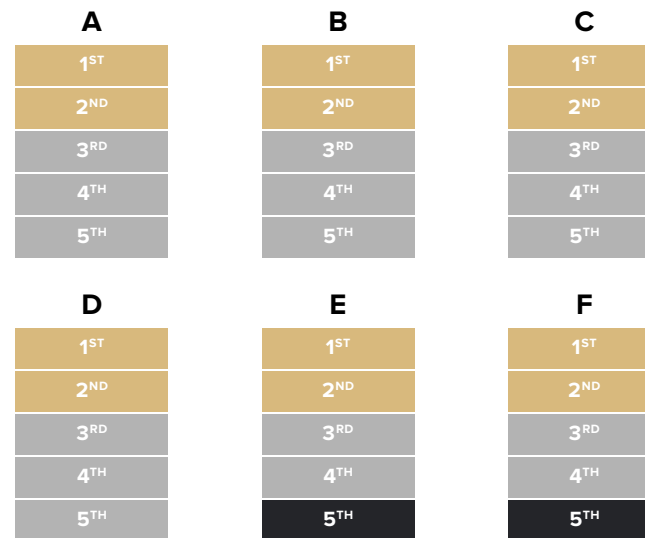 A B C
1ST 1ST 1ST
2ND 2ND 2ND
3RD 3RD 3RD
4TH 4TH 4TH
5TH 5TH 5TH
D E F
1ST 1ST 1ST
2ND 2ND 2ND
3RD 3RD 3RD
4TH 4TH 4TH
5TH 5TH 5TH